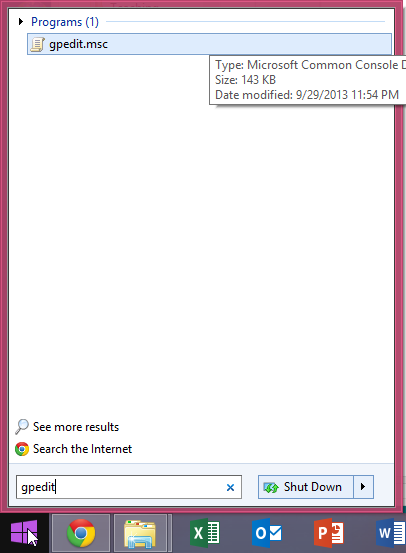 Programs (1)
gpedit.msc
Type: Microsoft Common Console D
Size: 143 KB
Date modified: 9/29/2013 11:54 PM
See more results
Search the Internet
gpedit
Shut Down